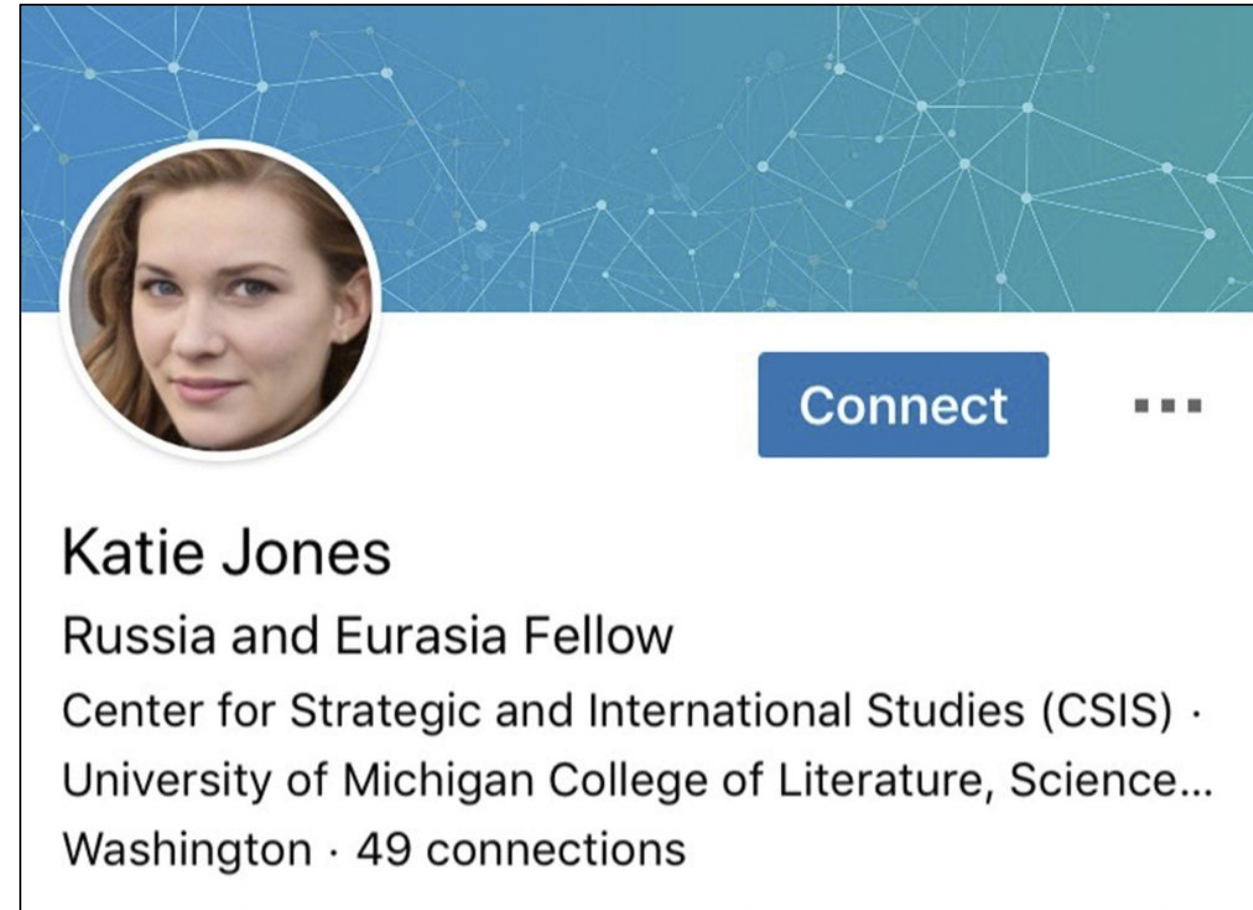 Connect
Katie Jones
Russia and Eurasia Fellow
Center for Strategic and International Studies (CSIS) ·
University of Michigan College of Literature, Science...
Washington · 49 connections